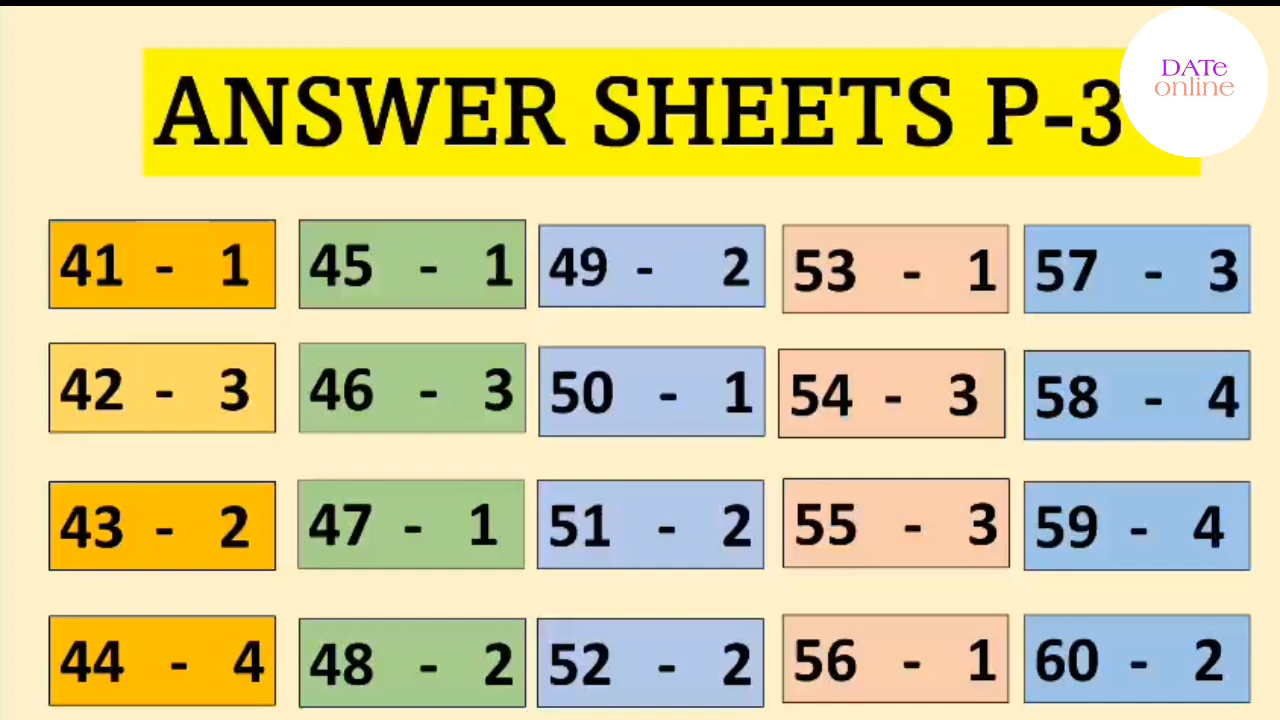 ANSWER SHEETS P-3
DATe
online
41 - 1
45 - 1
49 - 2
53 - 1
57 - 3
42 - 3
46 - 3
50 - 1
54 - 3
58 - 4
43 - 2
47 - 1
51 - 2
55 - 3
59 - 4
44 - 4
48 - 2
52 - 2
56 - 1
60 - 2